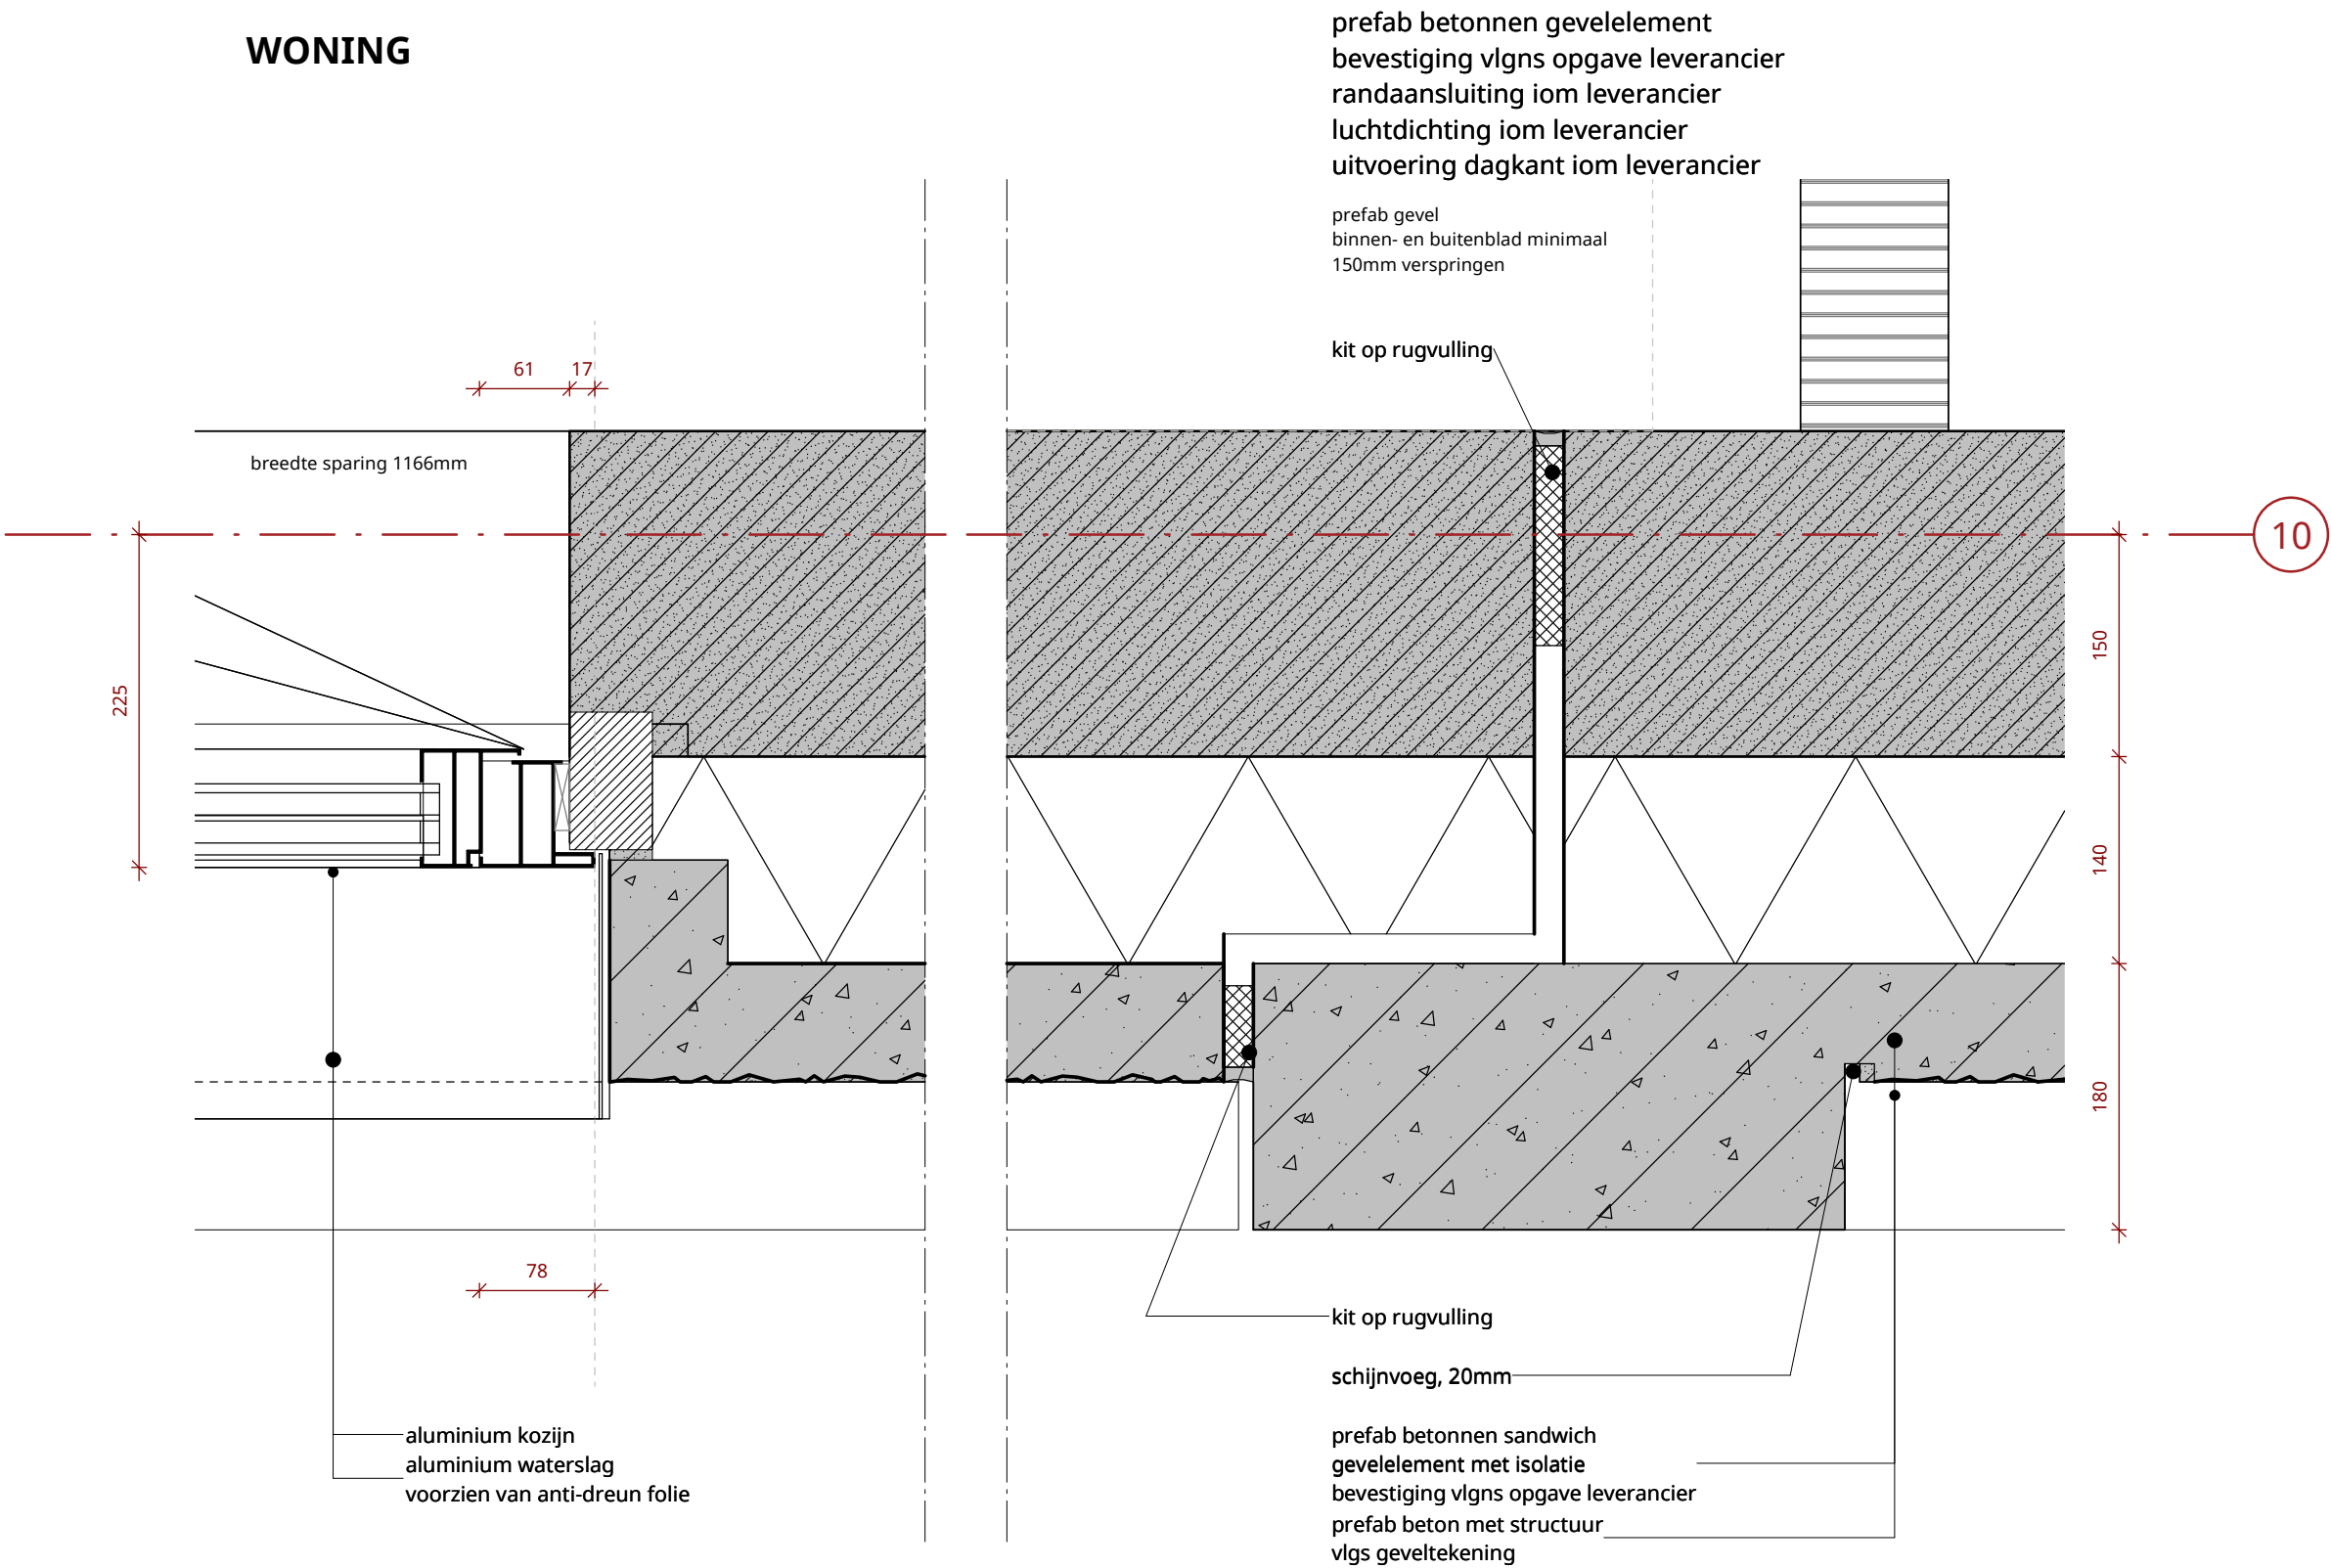 WONING
prefab betonnen gevelelement
bevestiging vlgns opgave leverancier
randaansluiting iom leverancier
luchtdichting iom leverancier
uitvoering dagkant iom leverancier
prefab gevel
binnen- en buitenblad minimaal
150mm verspringen
kit op rugvulling
61
17
breedte sparing 1166mm
10
150
225
140
180
78
kit op rugvulling
schijnvoeg, 20mm
aluminium kozijn
aluminium waterslag
voorzien van anti-dreun folie
prefab betonnen sandwich
gevelelement met isolatie
bevestiging vlgns opgave leverancier
prefab beton met structuur
vlgs geveltekening